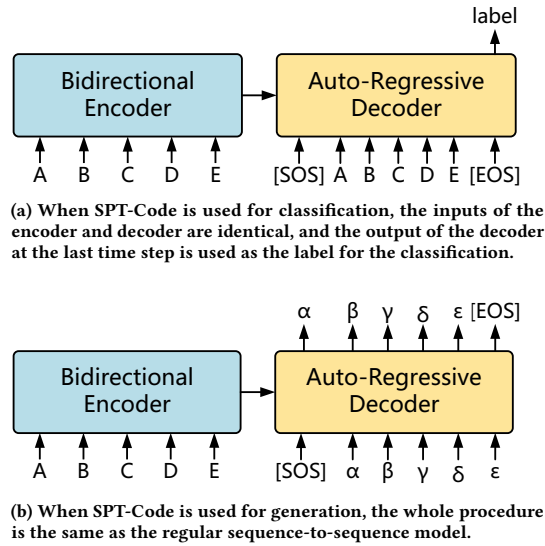 label
Bidirectional Auto-Regressive
Encoder Decoder
A B C D E [SOS] A B C D E [EOS]
(a) When SPT-Code is used for classification, the inputs of the
encoder and decoder are identical, and the output of the decoder
at the last time step is used as the label for the classification.
α β γ δ ε [EOS]
Bidirectional Auto-Regressive
Encoder Decoder
A B C D E [SOS] α β γ δ ε
(b) When SPT-Code is used for generation, the whole procedure
is the same as the regular sequence-to-sequence model.